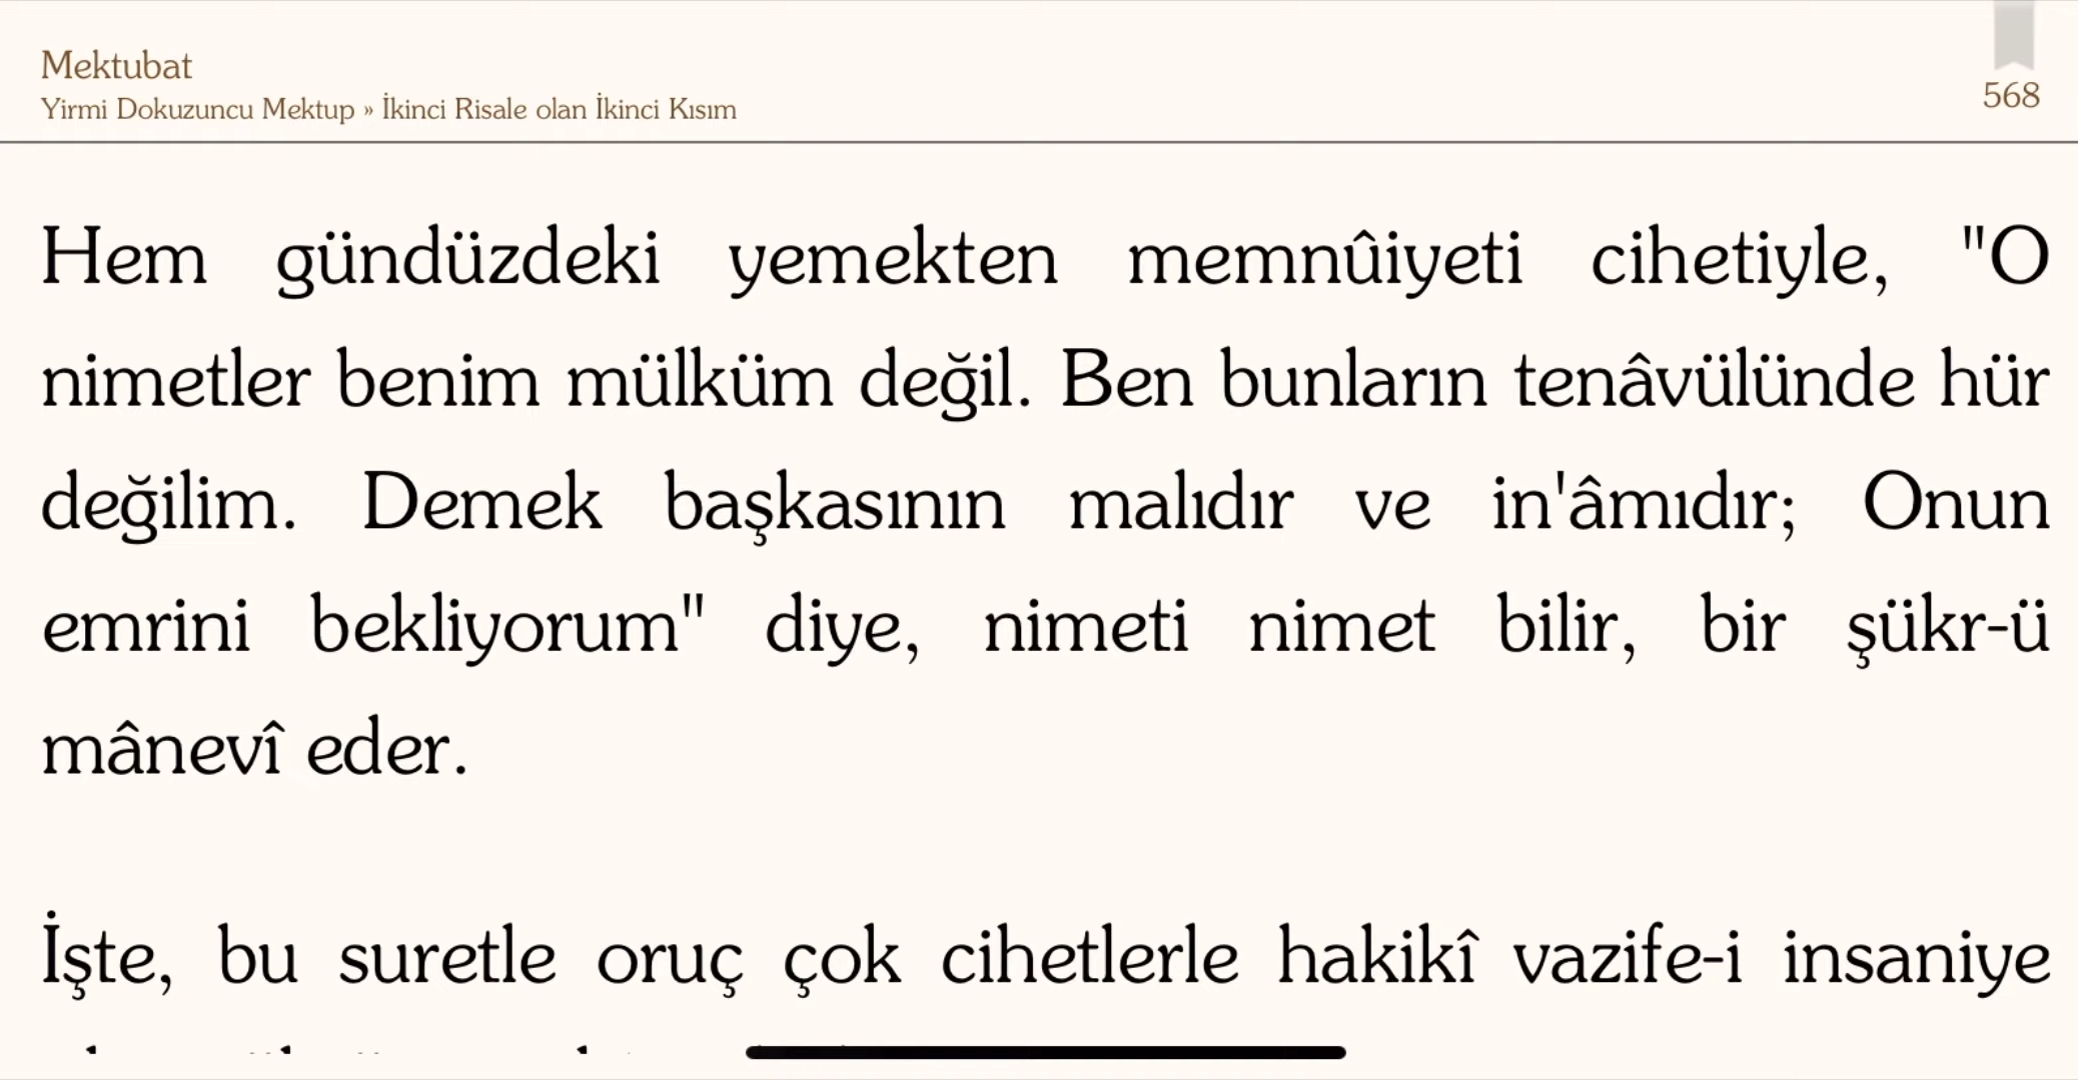 Mektubat
Yirmi Dokuzuncu Mektup » İkinci Risale olan İkinci Kısım
568
Hem gündüzdeki yemekten memnûiyeti cihetiyle, "O
nimetler benim mülküm değil. Ben bunların tenâvülünde hür
değilim. Demek başkasının malıdır ve in'âmıdır; Onun
emrini bekliyorum" diye, nimeti nimet bilir, bir şükr-ü
mânevî eder.
İşte, bu suretle oruç çok cihetlerle hakikî vazife-i insaniye